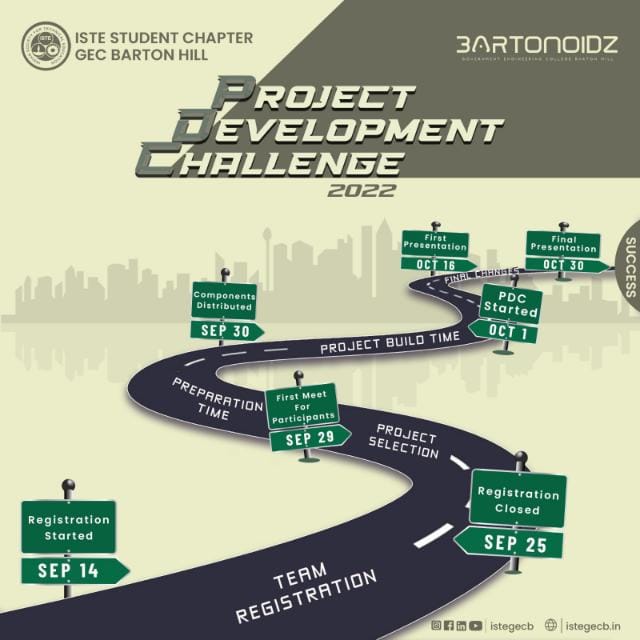 ISTE STUDENT CHAPTER
GEC BARTON HILL
BARTONOIDZ
GOVERNMENT ENGINEERING COLLEGE BARTON HILL
PROJECT
DEVELOPMENT
CHALLENGE
2022
First
Presentation
OCT 16
Final
Presentation
OCT 30
SUCCESS
FINAL CHANGES
Components
Distributed
SEP 30
PDC
Started
OCT 1
PROJECT BUILD TIME
PREPARATION
TIME
First Meet
For
Participants
SEP 29
PROJECT
SELECTION
Registration
Closed
SEP 25
Registration
Started
SEP 14
TEAM
REGISTRATION
istegecb
istegecb.in